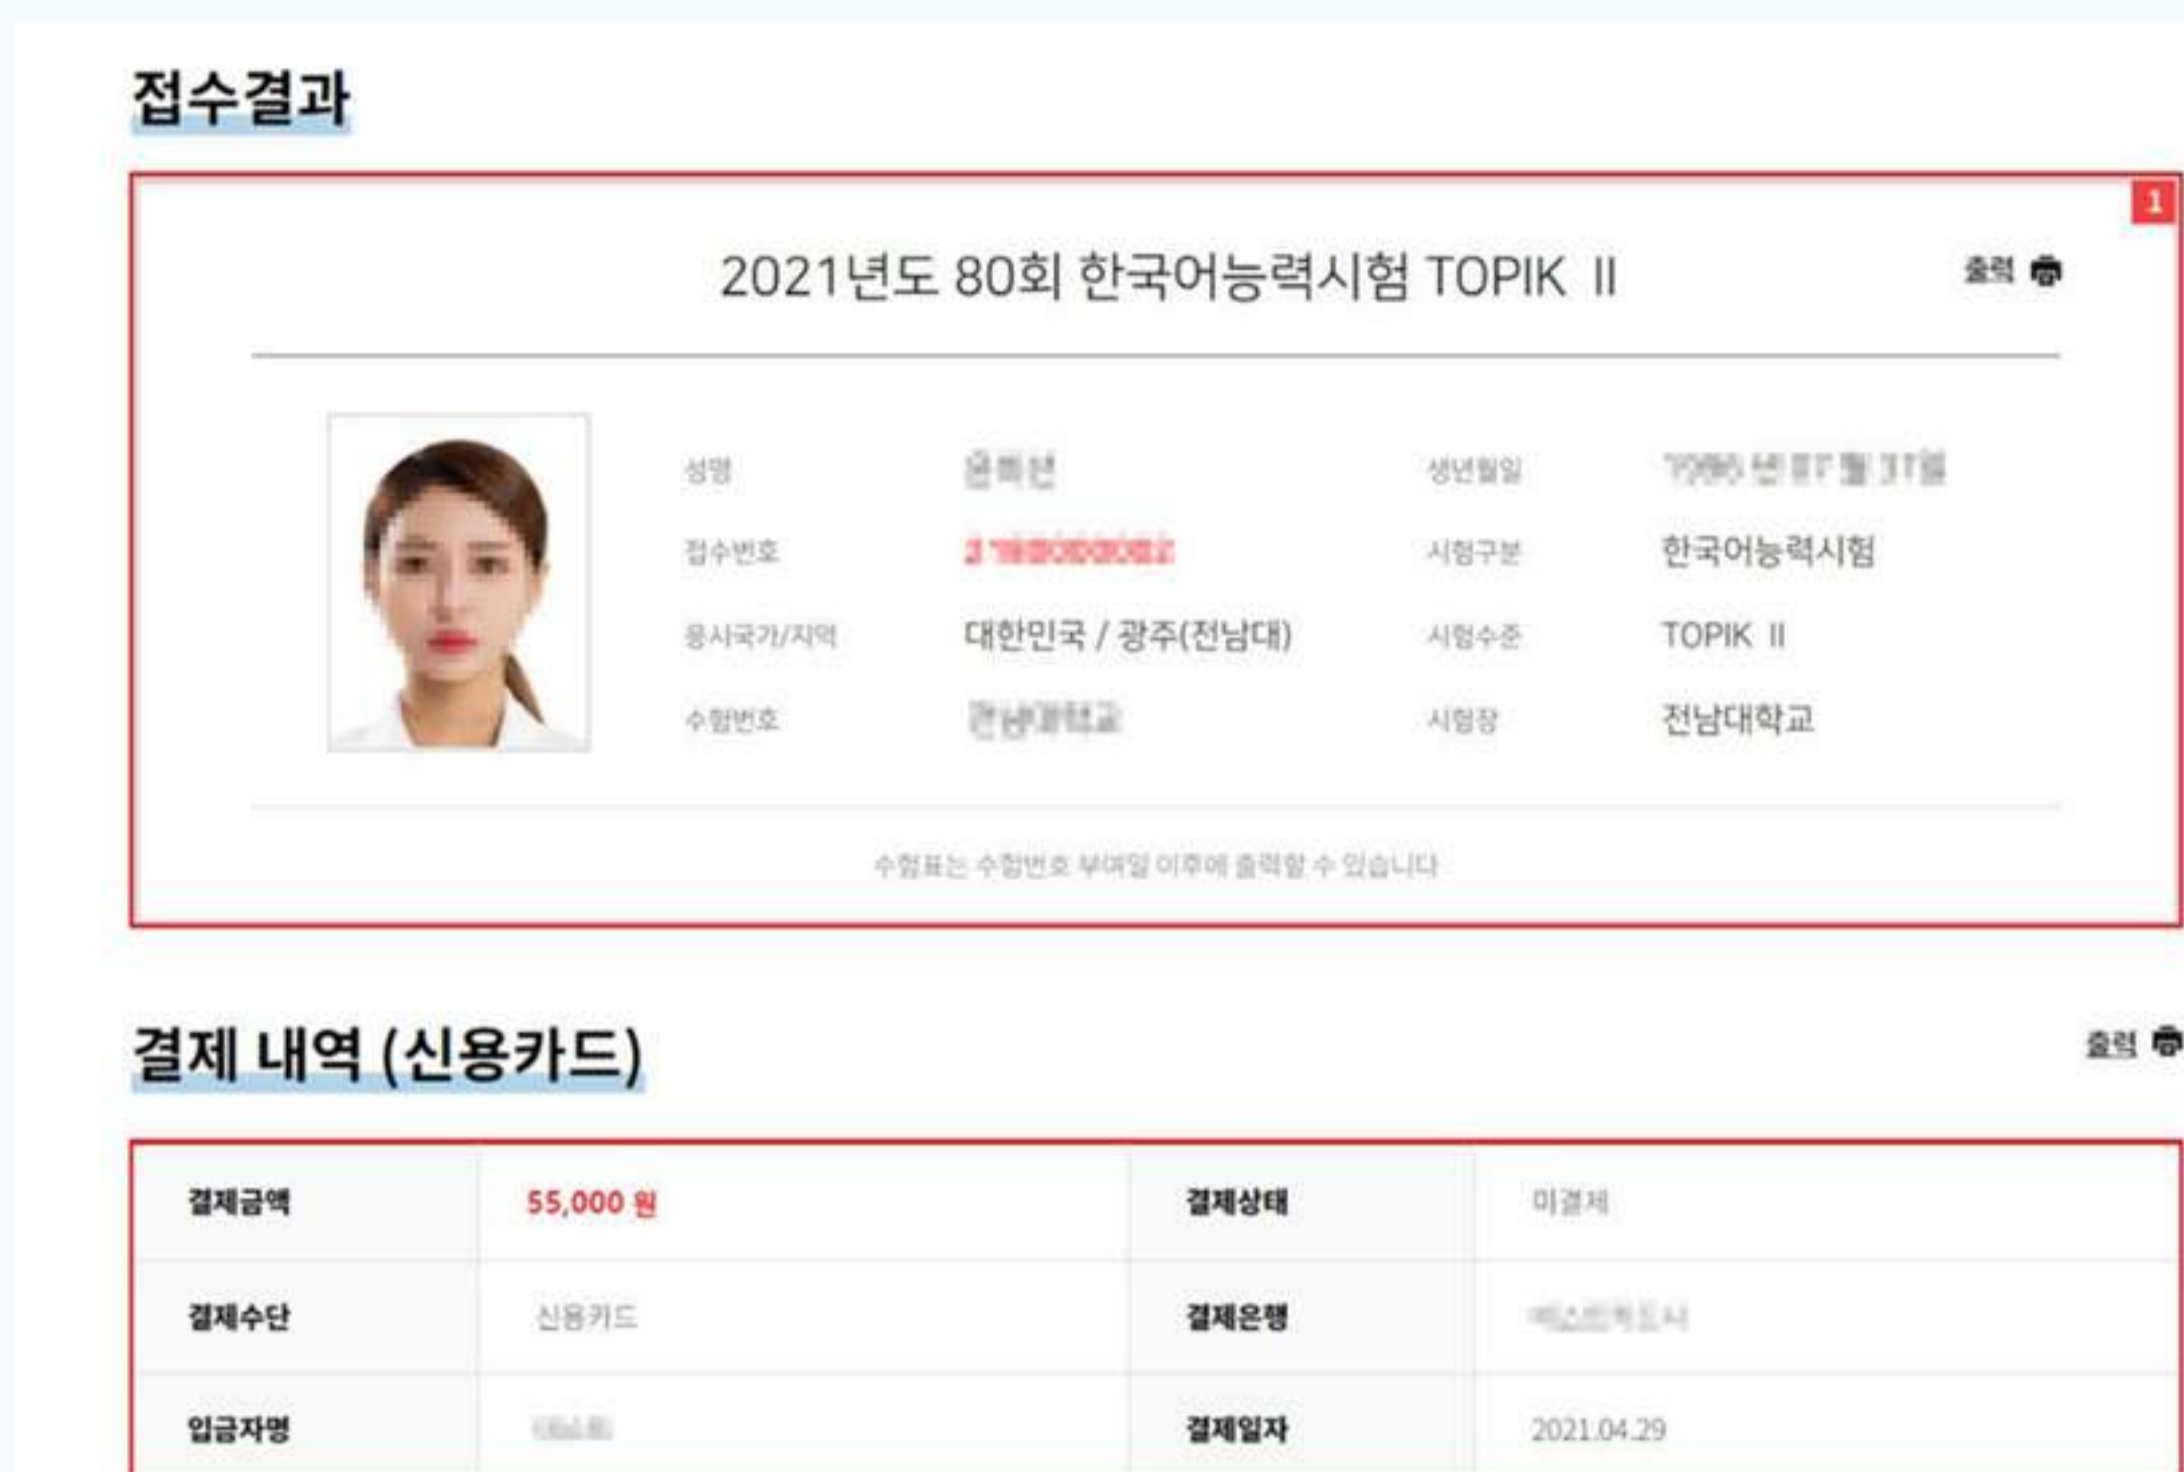 접수결과
1
2021년도 80회 한국어능력시험 TOPIK Ⅱ
출력
성명
생년월일
접수번호
시험구분 한국어능력시험
응시국가/지역 대한민국 / 광주(전남대) 시험수준 TOPIK Ⅱ
수험번호
시험장 전남대학교
수험표는 수험번호 부여일 이후에 출력할 수 있습니다
결제 내역 (신용카드) 출력
결제금액 55,000 원 결제상태 미결제
결제수단 신용카드 결제은행
입금자명 결제일자 2021.04.29